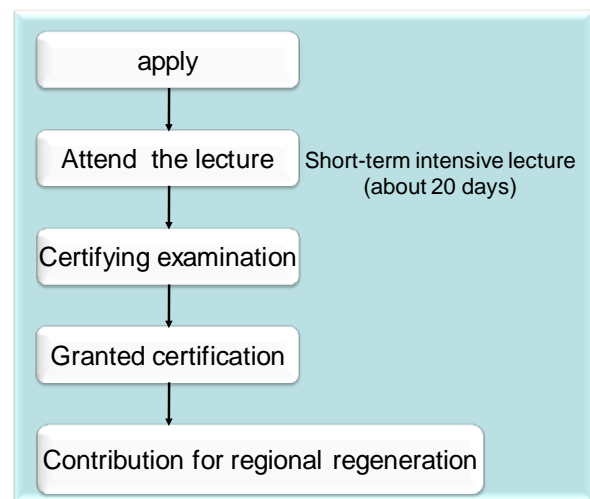 apply
Attend the lecture
Short-term intensive lecture
(about 20 days)
Certifying examination
Granted certification
Contribution for regional regeneration